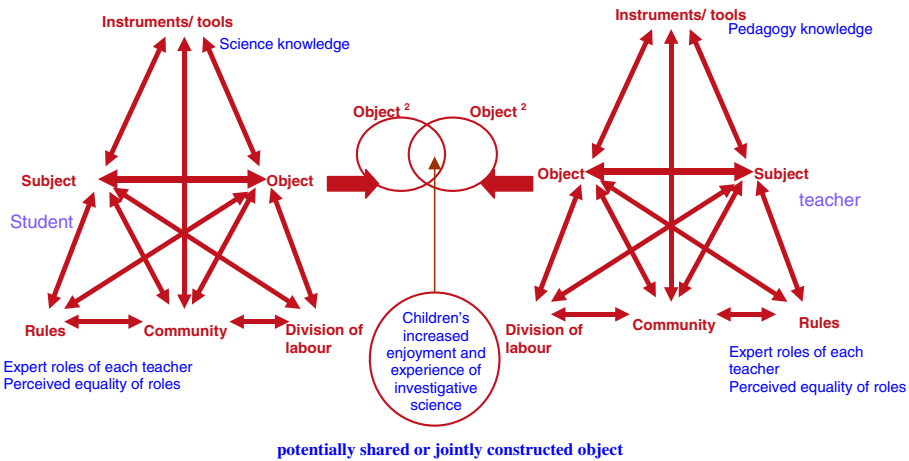 Instruments/ tools
Science knowledge
Subject
Object
Student
Rules
Community
Division of
labour
Expert roles of each teacher
Perceived equality of roles
Object ²
Object ²
Children's
increased
enjoyment and
experience of
investigative
science
Instruments/ tools
Pedagogy knowledge
Object
Subject
teacher
Division of
labour
Community
Rules
Expert roles of each
teacher
Perceived equality of roles
potentially shared or jointly constructed object